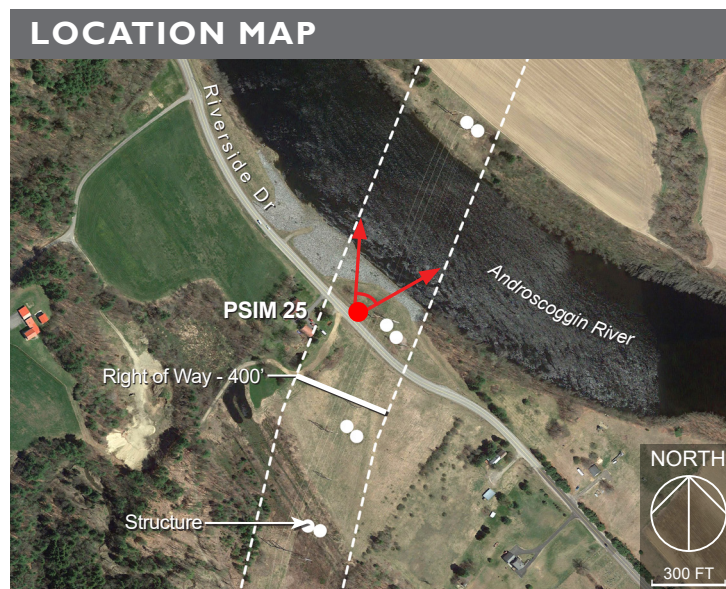 LOCATION MAP
Riverside Dr
Androscoggin River
PSIM 25
Right of Way - 400'
Structure
NORTH
300 FT